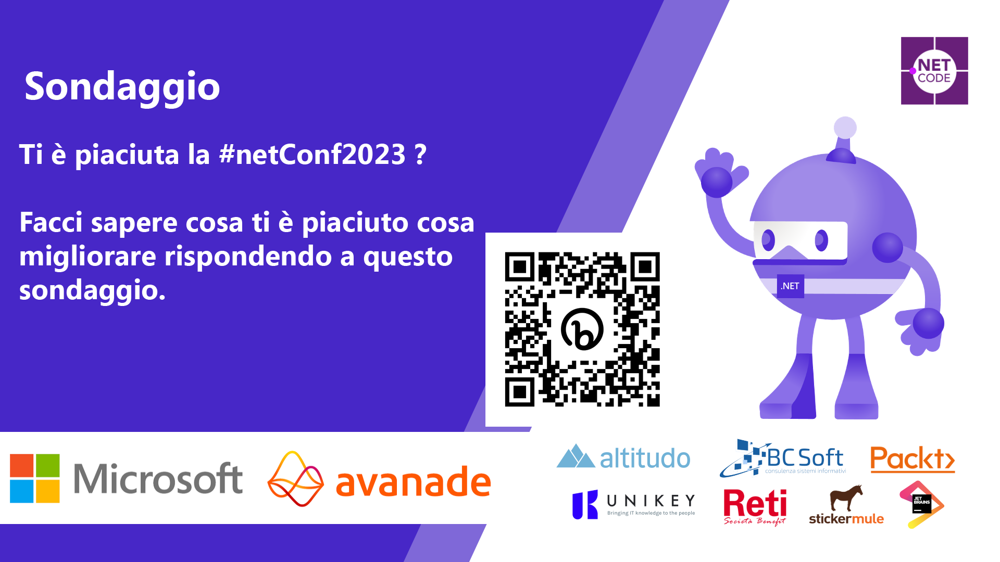 Sondaggio
Ti è piaciuta la #netConf2023 ?
Facci sapere cosa ti è piaciuto cosa
migliorare rispondendo a questo
sondaggio.
NET
CODE
.NET
b
Microsoft
avanade
altitudo
BC Soft
consulenza sistemi informativi
Packt>
UNIKEY
Bringing IT knowledge to the people
Reti
Società Benefit
stickermule
JET
BRAINS